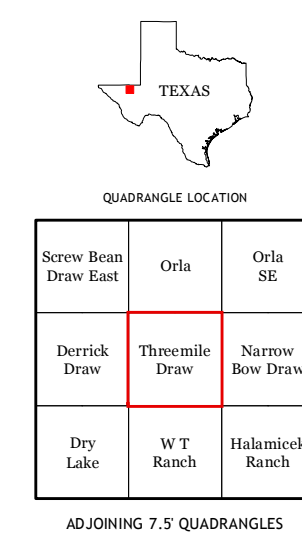 TEXAS
QUADRANGLE LOCATION
Screw Bean
Draw East
Orla
Orla
SE
Derrick
Draw
Threemile
Draw
Narrow
Bow Draw
Dry
Lake
W T
Ranch
Halamicek
Ranch
ADJOINING 7.5' QUADRANGLES